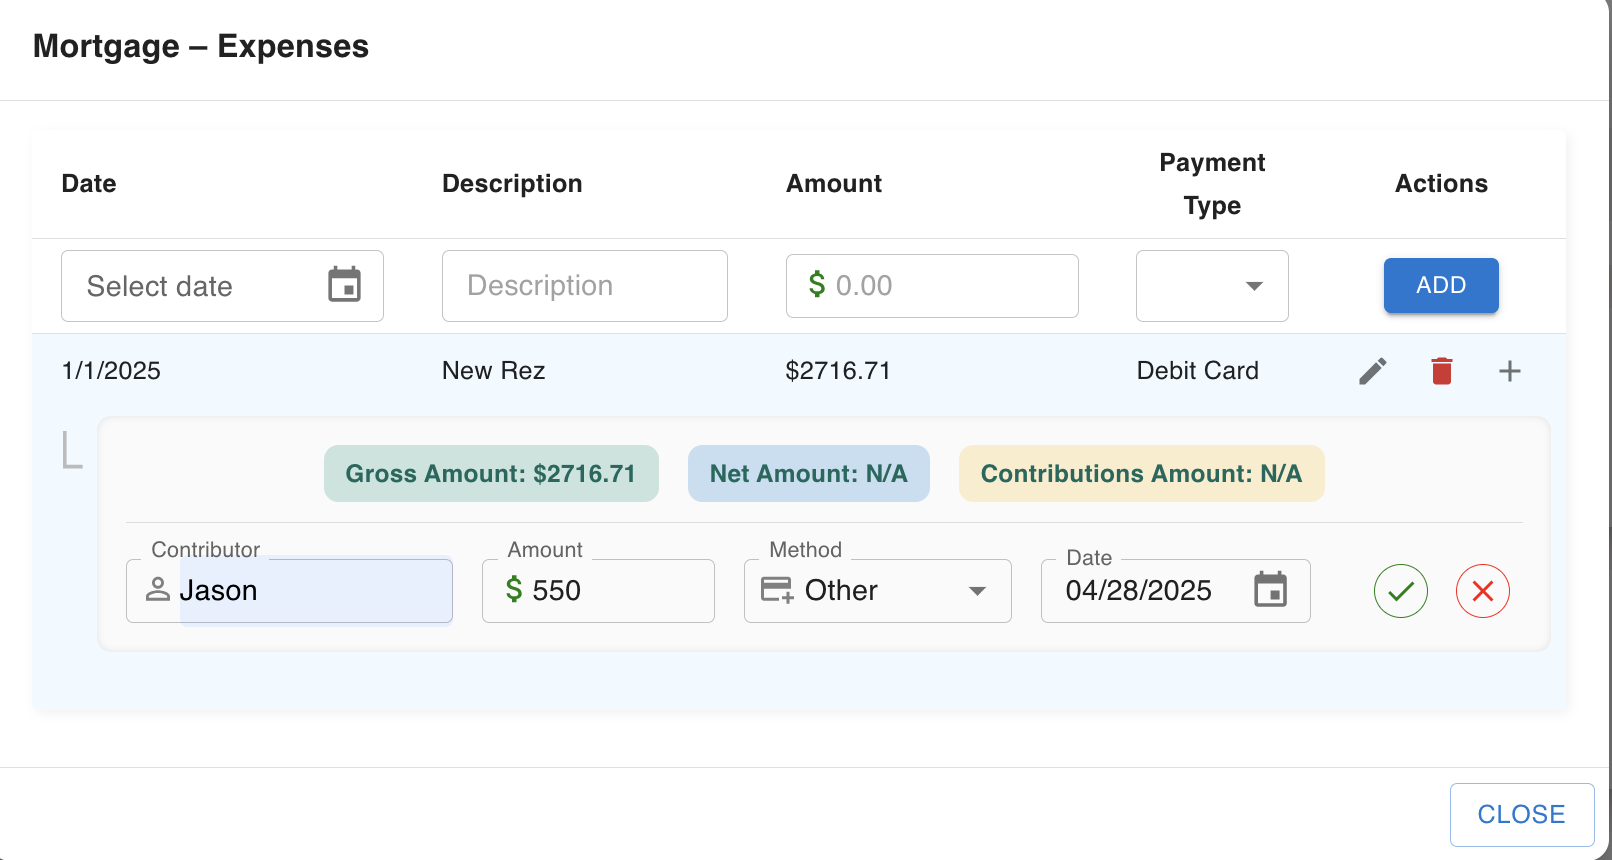 Mortgage – Expenses
Date Description Amount Payment Type Actions
Select date Description $ 0.00 ADD
1/1/2025 New Rez $2716.71 Debit Card
Gross Amount: $2716.71 Net Amount: N/A Contributions Amount: N/A
Contributor Amount Method Date
Jason $ 550 Other 04/28/2025
CLOSE